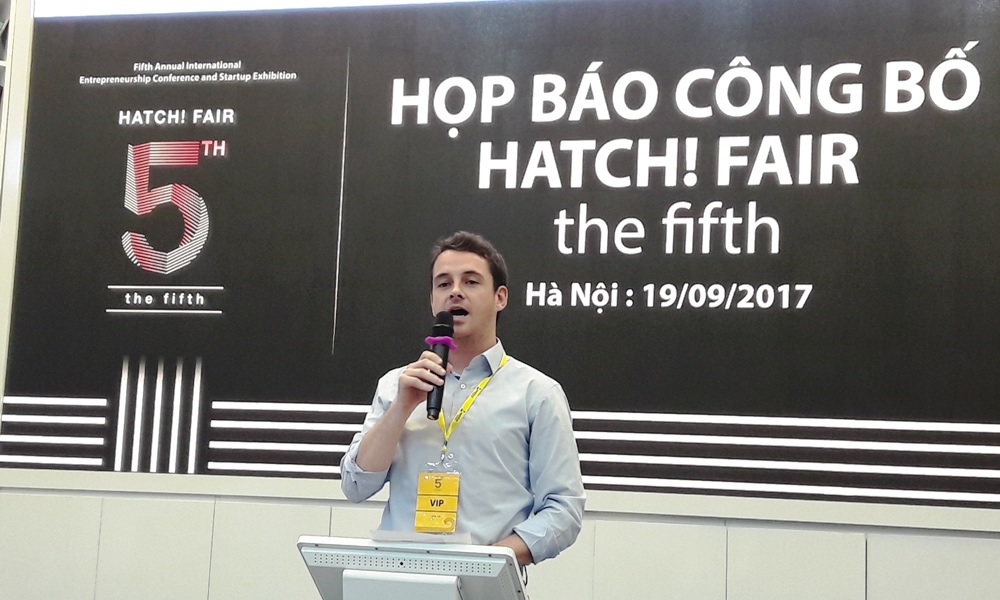 Fifth Annual International
Entrepreneurship Conference and Startup Exhibition
HATCH! FAIR
5TH
the fifth
HỌP BÁO CÔNG BỐ
HATCH! FAIR
the fifth
Hà Nội : 19/09/2017
5
VIP